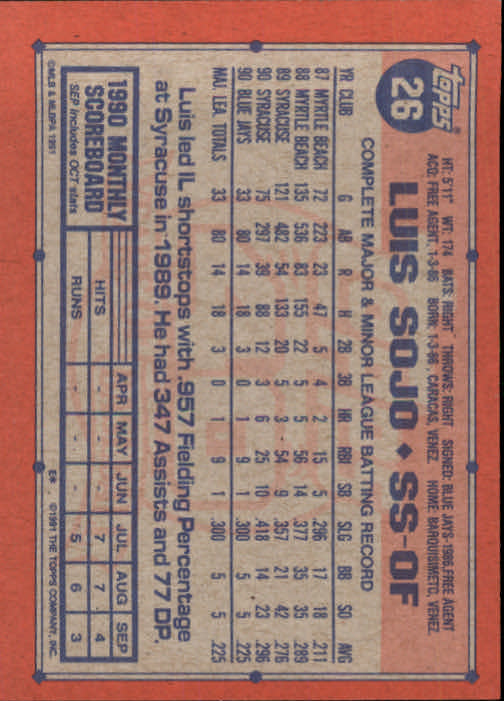 topps®
26
LUIS SOJO ♦ SS-OF
HT: 5'11" WT: 174 BATS: RIGHT THROWS: RIGHT SIGNED: BLUE JAYS-1986, FREE AGENT
ACQ: FREE AGENT, 1-3-86 BORN: 1-3-66, CARACAS, VENEZ. HOME: BARQUISIMETO, VENEZ.
COMPLETE MAJOR & MINOR LEAGUE BATTING RECORD
YR CLUB G AB R H 2B 3B HR RBI SB SLG BB SO AVG
87 MYRTLE BEACH 72 223 23 47 5 4 2 15 5 .296 17 18 .211
88 MYRTLE BEACH 135 536 83 155 22 5 5 56 14 .377 35 35 .289
89 SYRACUSE 121 482 54 133 20 5 3 54 9 .357 21 42 .276
90 SYRACUSE 75 297 39 88 12 3 6 25 10 .418 14 23 .296
90 BLUE JAYS 33 80 14 18 3 0 1 9 1 .300 5 5 .225
MAJ. LEA. TOTALS 33 80 14 18 3 0 1 9 1 .300 5 5 .225
Luis led IL shortstops with .957 Fielding Percentage
at Syracuse in 1989. He had 347 Assists and 77 DP.
1990 MONTHLY
SCOREBOARD
SEP includes OCT stats
APR MAY JUN JUL AUG SEP
HITS - - - 7 7 4
RUNS - - - 5 6 3
©MLB & MLBPA 1991
E* ©1991 THE TOPPS COMPANY, INC.